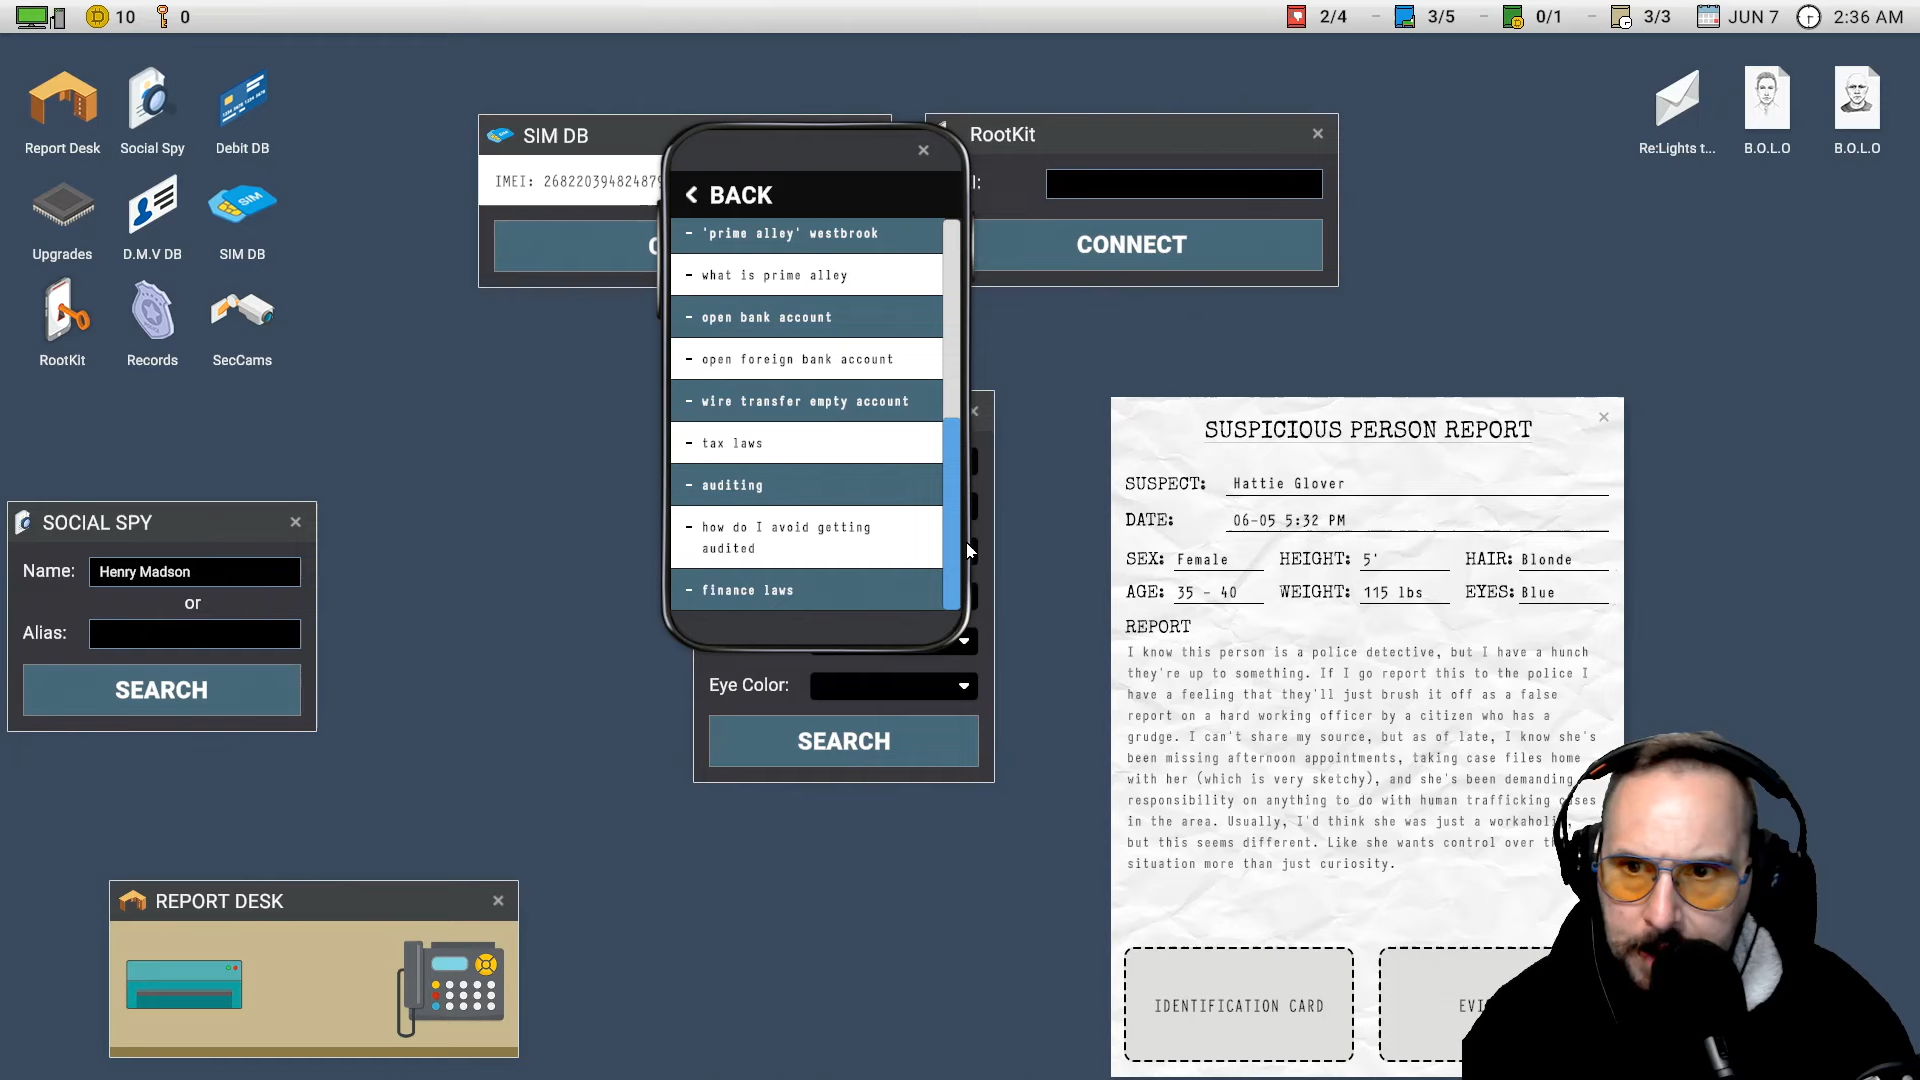 10
0
2/4
3/5
0/1
3/3
JUN 7
2:36 AM
Report Desk
Social Spy
Debit DB
Upgrades
D.M.V DB
SIM DB
RootKit
Records
SecCams
Re:Lights t...
B.O.L.O
B.O.L.O
SIM DB
IMEI: 26822039482487
RootKit
CONNECT
BACK
- 'prime alley' westbrook
- what is prime alley
- open bank account
- open foreign bank account
- wire transfer empty account
- tax laws
- auditing
- how do I avoid getting
audited
- finance laws
Eye Color:
SEARCH
SOCIAL SPY
Name: Henry Madson
or
Alias:
SEARCH
REPORT DESK
SUSPICIOUS PERSON REPORT
SUSPECT: Hattie Glover
DATE: 06-05 5:32 PM
SEX: Female HEIGHT: 5' HAIR: Blonde
AGE: 35 - 40 WEIGHT: 115 lbs EYES: Blue
REPORT
I know this person is a police detective, but I have a hunch
they're up to something. If I go report this to the police I
have a feeling that they'll just brush it off as a false
report on a hard working officer by a citizen who has a
grudge. I can't share my source, but as of late, I know she's
been missing afternoon appointments, taking case files home
with her (which is very sketchy), and she's been demanding
responsibility on anything to do with human trafficking cases
in the area. Usually, I'd think she was just a workaholic,
but this seems different. Like she wants control over
situation more than just curiosity.
IDENTIFICATION CARD